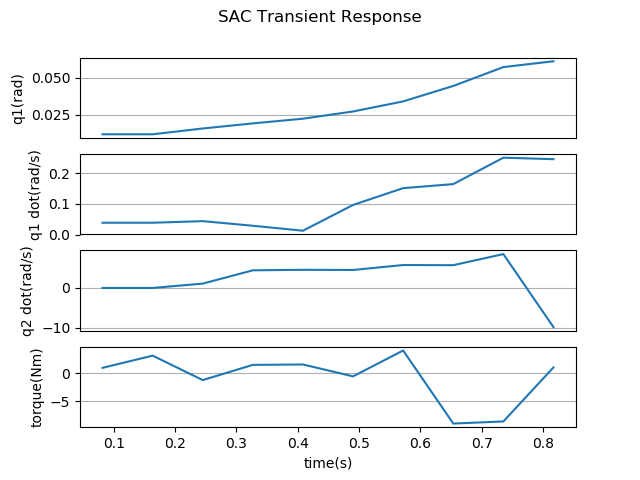 SAC Transient Response
q1(rad)
0.050
0.025
q1 dot(rad/s)
0.2
0.1
0.0
q2 dot(rad/s)
0
−10
torque(Nm)
0
−5
0.1 0.2 0.3 0.4 0.5 0.6 0.7 0.8
time(s)